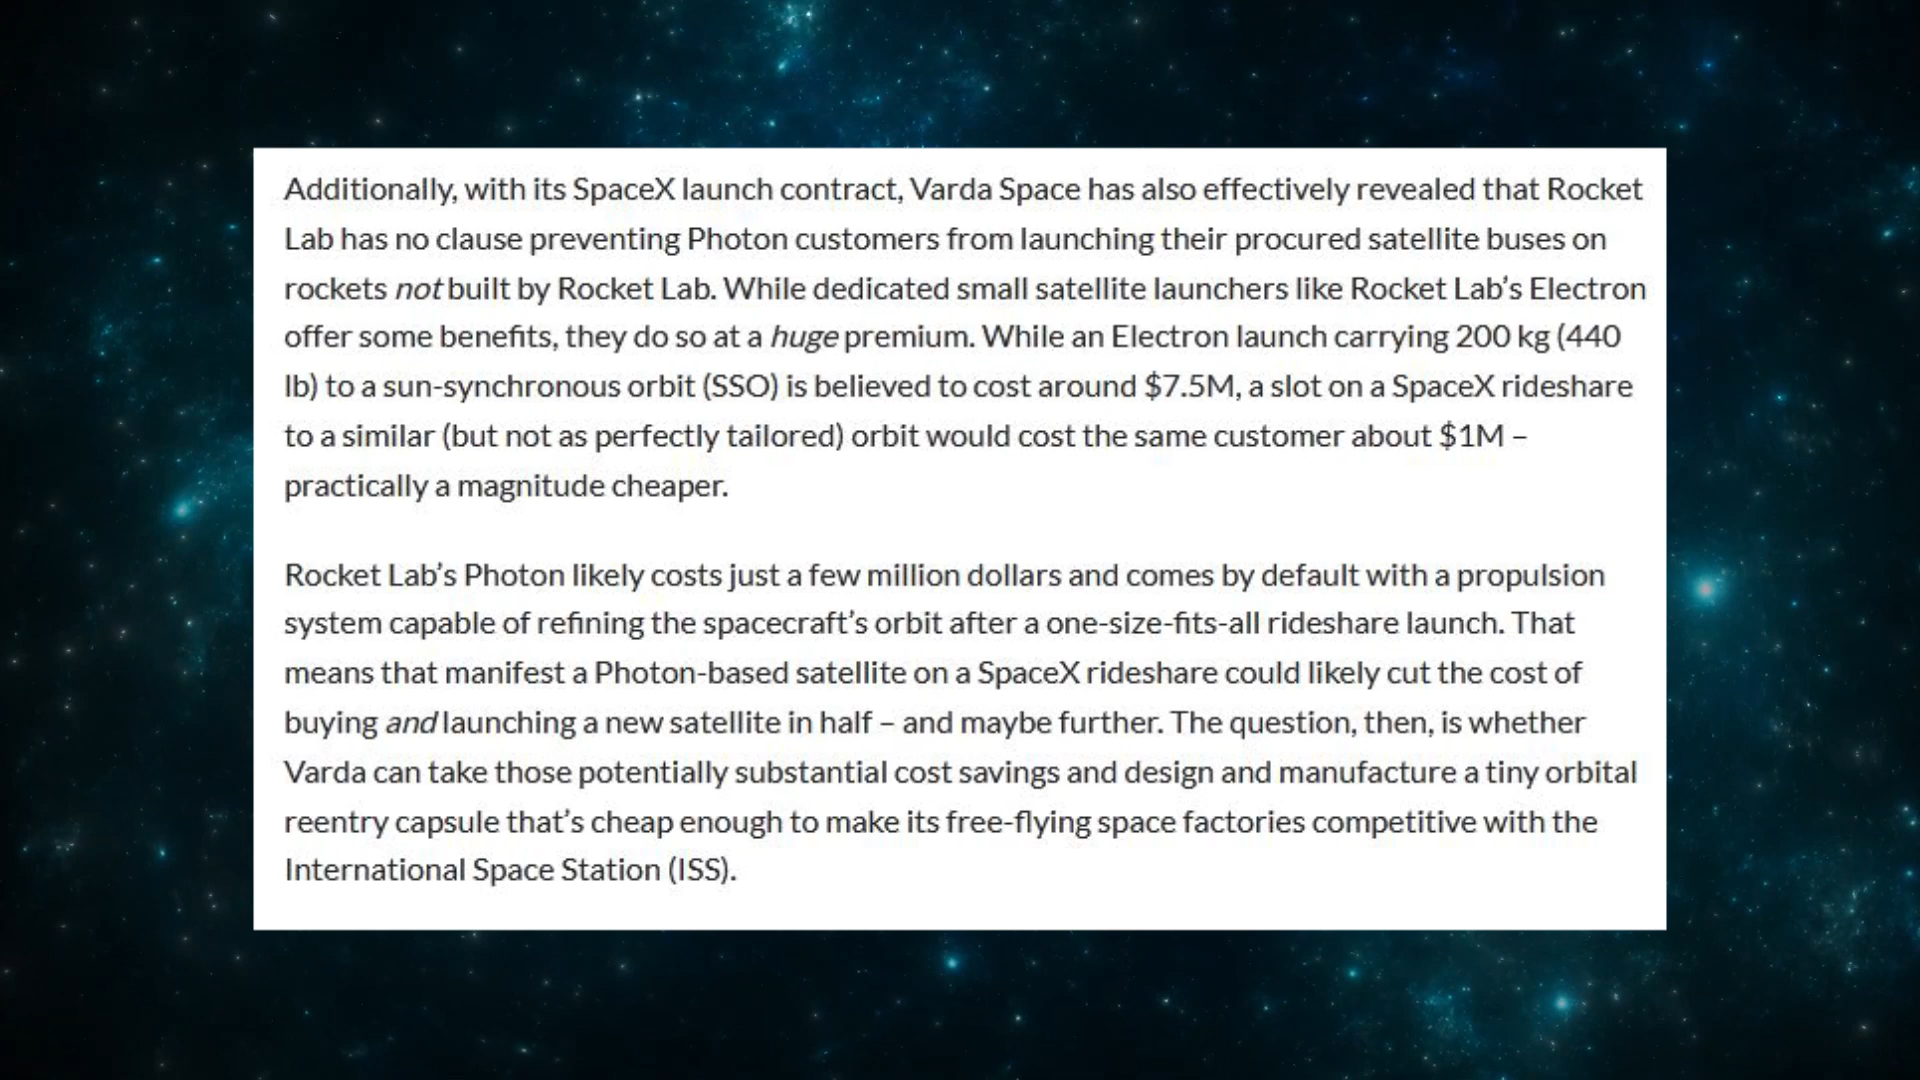 Additionally, with its SpaceX launch contract, Varda Space has also effectively revealed that Rocket
Lab has no clause preventing Photon customers from launching their procured satellite buses on
rockets not built by Rocket Lab. While dedicated small satellite launchers like Rocket Lab’s Electron
offer some benefits, they do so at a huge premium. While an Electron launch carrying 200 kg (440
lb) to a sun-synchronous orbit (SSO) is believed to cost around $7.5M, a slot on a SpaceX rideshare
to a similar (but not as perfectly tailored) orbit would cost the same customer about $1M –
practically a magnitude cheaper.
Rocket Lab’s Photon likely costs just a few million dollars and comes by default with a propulsion
system capable of refining the spacecraft’s orbit after a one-size-fits-all rideshare launch. That
means that manifest a Photon-based satellite on a SpaceX rideshare could likely cut the cost of
buying and launching a new satellite in half – and maybe further. The question, then, is whether
Varda can take those potentially substantial cost savings and design and manufacture a tiny orbital
reentry capsule that’s cheap enough to make its free-flying space factories competitive with the
International Space Station (ISS).